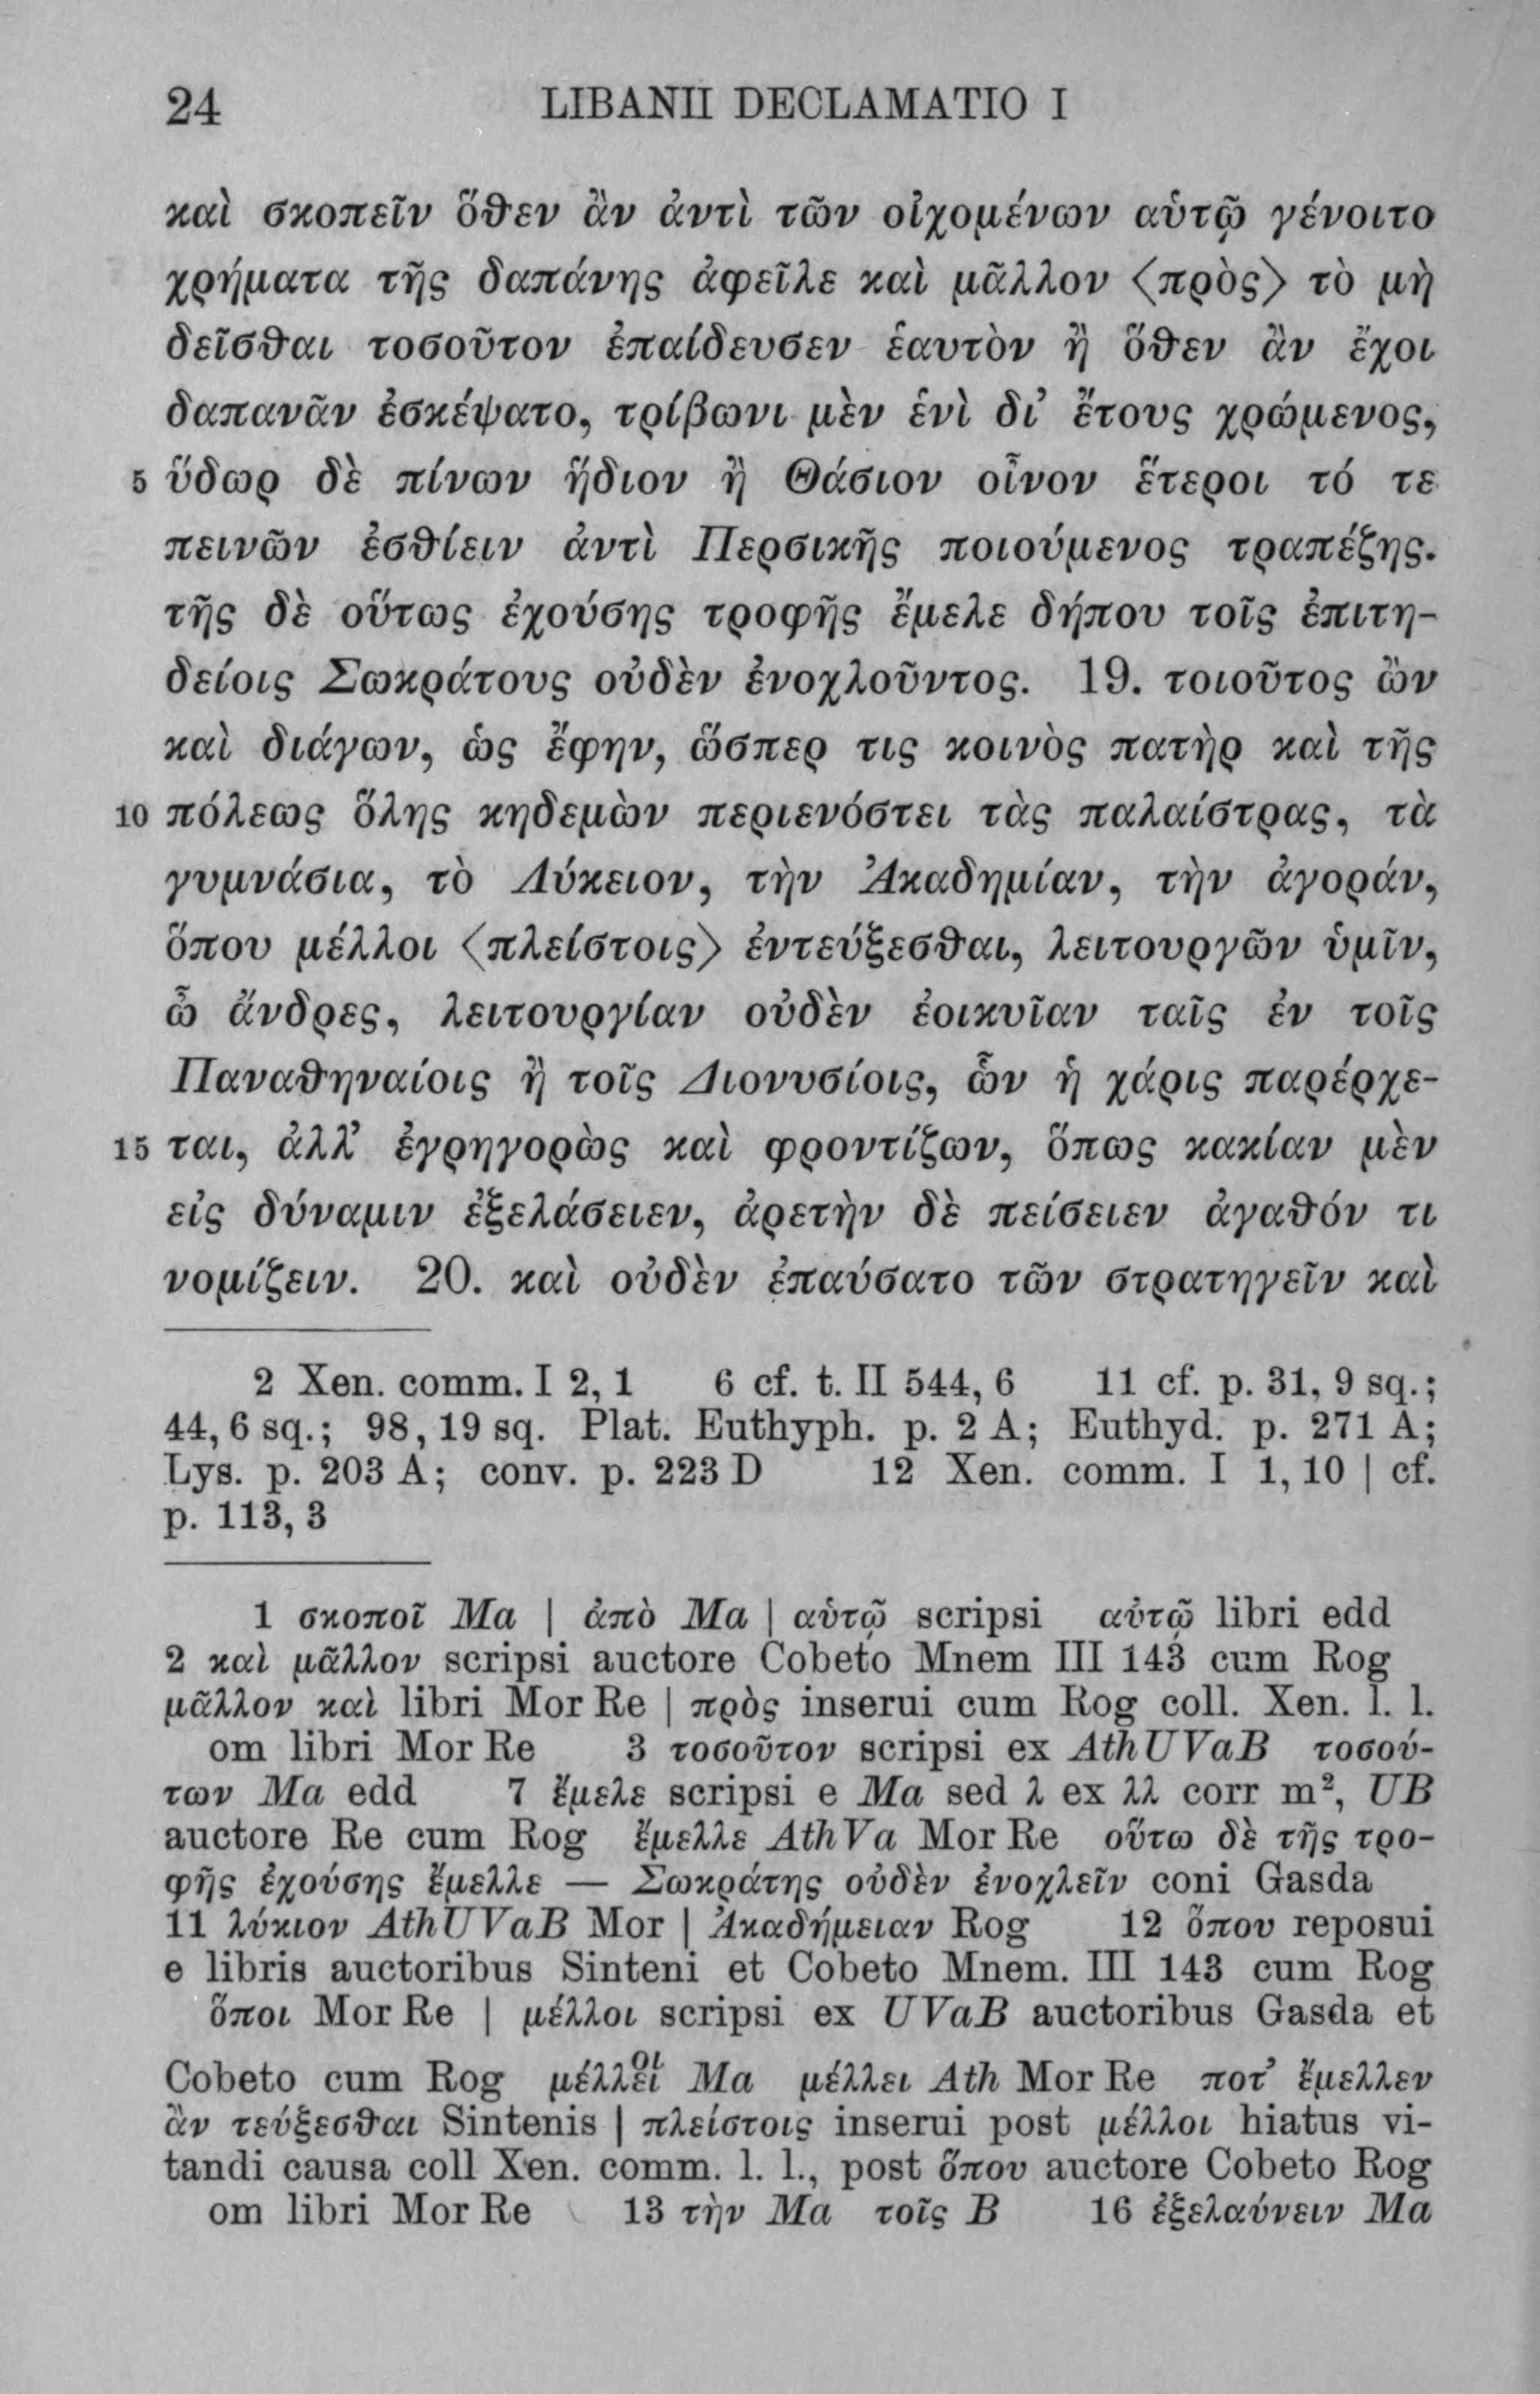 24 LIBANII DECLAMATIO I
καὶ σκοπεῖν ὅθεν ἂν ἀντὶ τῶν οἰχομένων αὑτῷ γένοιτο
χρήματα τῆς δαπάνης ἀφεῖλε καὶ μᾶλλον ⟨πρὸς⟩ τὸ μὴ
δεῖσθαι τοσοῦτον ἐπαίδευσεν ἑαυτὸν ἢ ὅθεν ἂν ἔχοι
δαπανᾶν ἐσκέψατο, τρίβωνι μὲν ἑνὶ δι’ ἔτους χρώμενος,
5 ὕδωρ δὲ πίνων ἥδιον ἢ Θάσιον οἶνον ἕτεροι τό τε
πεινῶν ἐσθίειν ἀντὶ Περσικῆς ποιούμενος τραπέζης.
τῆς δὲ οὕτως ἐχούσης τροφῆς ἔμελε δήπου τοῖς ἐπιτη-
δείοις Σωκράτους οὐδὲν ἐνοχλοῦντος. 19. τοιοῦτος ὢν
καὶ διάγων, ὡς ἔφην, ὥσπερ τις κοινὸς πατὴρ καὶ τῆς
10 πόλεως ὅλης κηδεμὼν περιενόστει τὰς παλαίστρας, τὰ
γυμνάσια, τὸ Λύκειον, τὴν Ἀκαδημίαν, τὴν ἀγοράν,
ὅπου μέλλοι ⟨πλείστοις⟩ ἐντεύξεσθαι, λειτουργῶν ὑμῖν,
ὦ ἄνδρες, λειτουργίαν οὐδὲν ἐοικυῖαν ταῖς ἐν τοῖς
Παναθηναίοις ἢ τοῖς Διονυσίοις, ὧν ἡ χάρις παρέρχε-
15 ται, ἀλλ’ ἐγρηγορὼς καὶ φροντίζων, ὅπως κακίαν μὲν
εἰς δύναμιν ἐξελάσειεν, ἀρετὴν δὲ πείσειεν ἀγαθόν τι
νομίζειν. 20. καὶ οὐδὲν ἐπαύσατο τῶν στρατηγεῖν καὶ
2 Xen. comm. I 2, 1 6 cf. t. II 544, 6 11 cf. p. 31, 9 sq.;
44, 6 sq.; 98, 19 sq. Plat. Euthyph. p. 2 A; Euthyd. p. 271 A;
Lys. p. 203 A; conv. p. 223 D 12 Xen. comm. I 1, 10 | cf.
p. 113, 3
1 σκοποῖ Ma | ἀπὸ Ma | αὑτῷ scripsi αὐτῷ libri edd
2 καὶ μᾶλλον scripsi auctore Cobeto Mnem III 143 cum Rog
μᾶλλον καὶ libri Mor Re | πρὸς inserui cum Rog coll. Xen. l. l.
om libri Mor Re 3 τοσοῦτον scripsi ex AthUVaB τοσού-
των Ma edd 7 ἔμελε scripsi e Ma sed λ ex λλ corr m², UB
auctore Re cum Rog ἔμελλε AthVa Mor Re οὕτω δὲ τῆς τρο-
φῆς ἐχούσης ἔμελλε — Σωκράτης οὐδὲν ἐνοχλεῖν coni Gasda
11 λύκιον AthUVaB Mor | Ἀκαδήμειαν Rog 12 ὅπου reposui
e libris auctoribus Sinteni et Cobeto Mnem. III 143 cum Rog
ὅποι Mor Re | μέλλοι scripsi ex UVaB auctoribus Gasda et
Cobeto cum Rog μέλλεῖοι Ma μέλλει Ath Mor Re ποτ’ ἔμελλεν
ἂν τεύξεσθαι Sintenis | πλείστοις inserui post μέλλοι hiatus vi-
tandi causa coll Xen. comm. l. l., post ὅπου auctore Cobeto Rog
om libri Mor Re 13 τὴν Ma τοῖς B 16 ἐξελαύνειν Ma